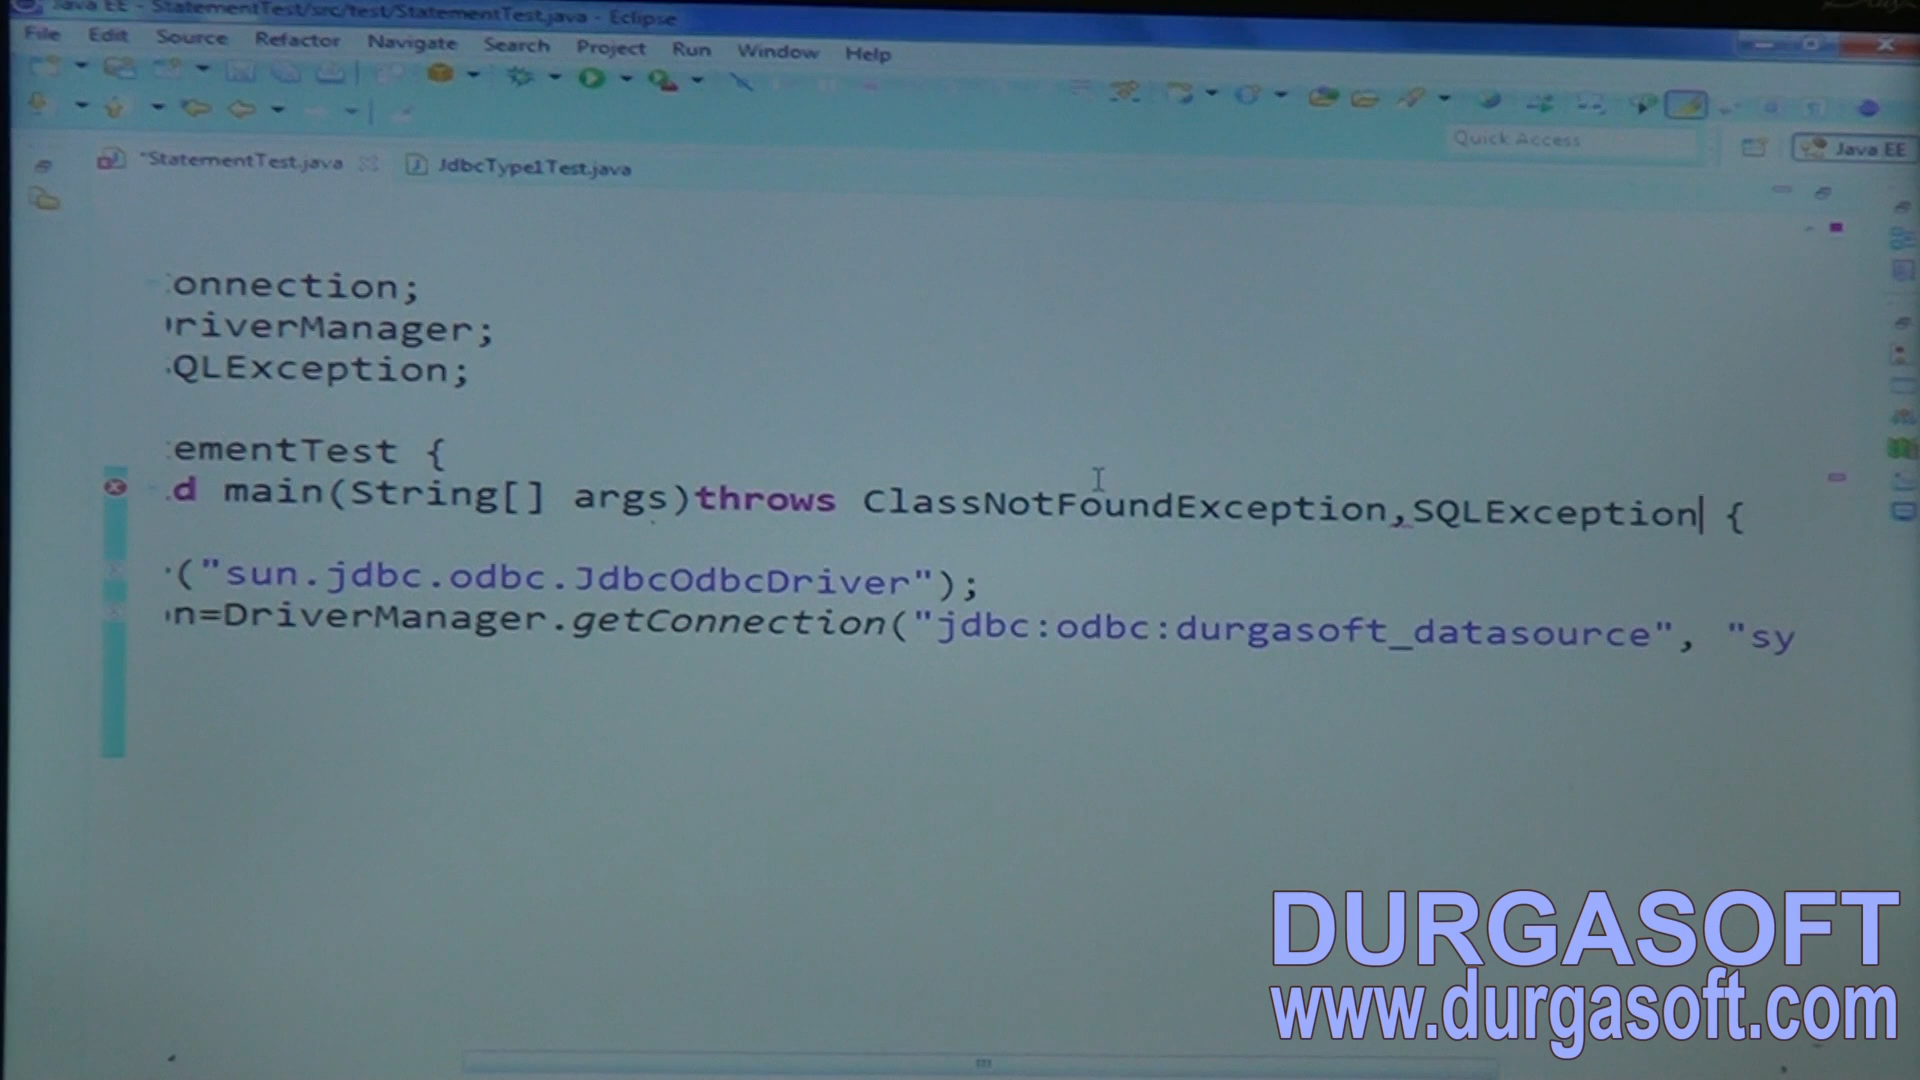 Java EE - StatementTest/src/test/StatementTest.java - Eclipse
File Edit Source Refactor Navigate Search Project Run Window Help
Quick Access
Java EE
*StatementTest.java JdbcType1Test.java
onnection;
riverManager;
QLException;
ementTest {
d main(String[] args)throws ClassNotFoundException,SQLException {
("sun.jdbc.odbc.JdbcOdbcDriver");
n=DriverManager.getConnection("jdbc:odbc:durgasoft_datasource", "sy
DURGASOFT
www.durgasoft.com